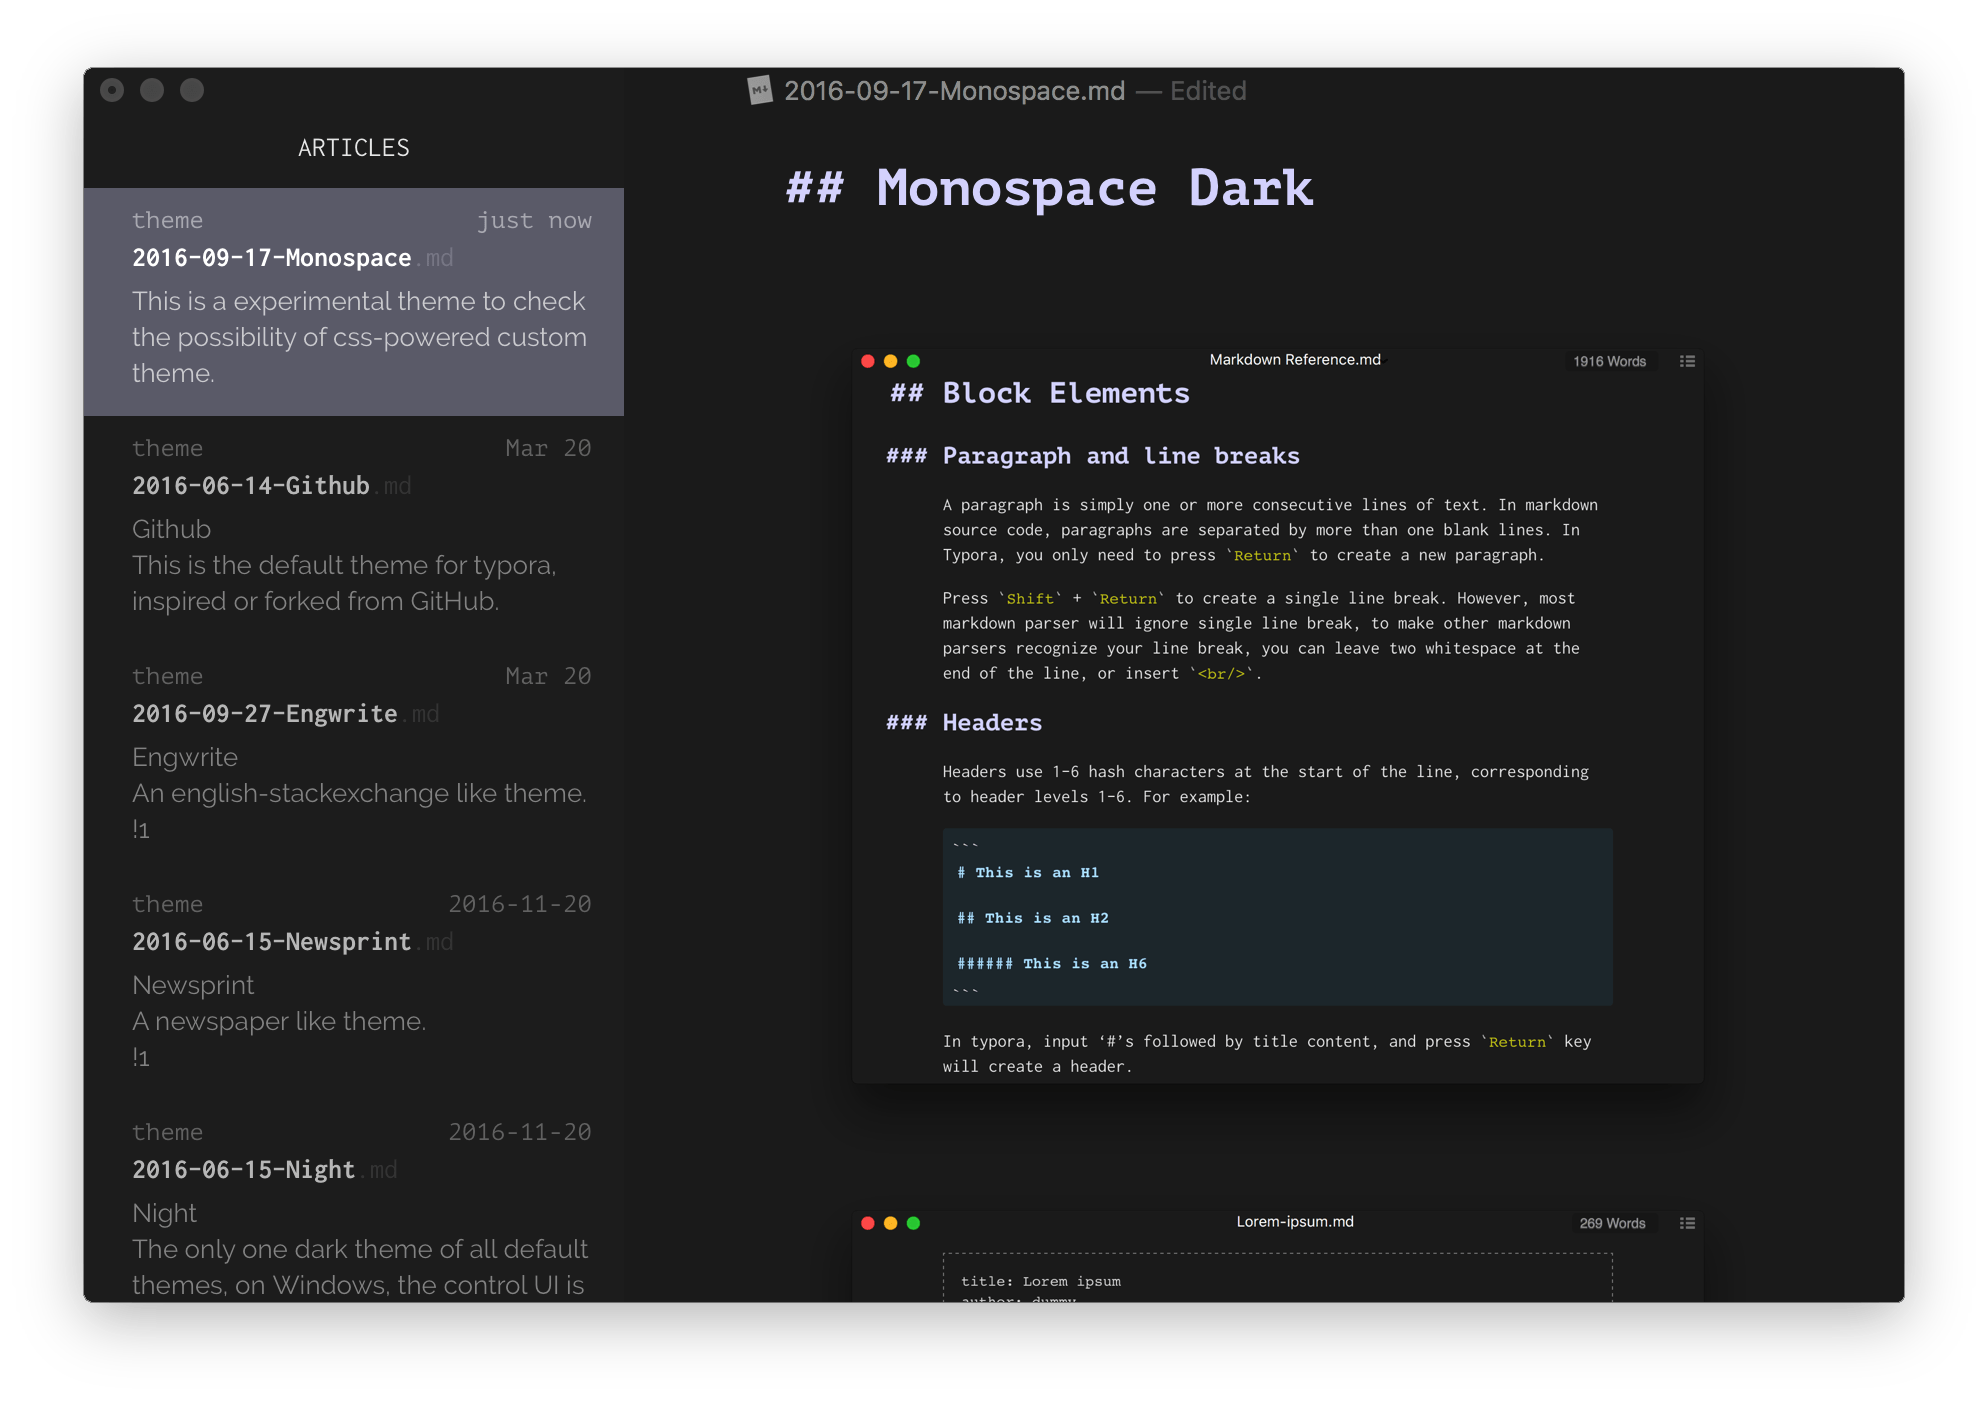 2016-09-17-Monospace.md — Edited
ARTICLES
theme just now
2016-09-17-Monospace.md
This is a experimental theme to check
the possibility of css-powered custom
theme.
theme Mar 20
2016-06-14-Github.md
Github
This is the default theme for typora,
inspired or forked from GitHub.
theme Mar 20
2016-09-27-Engwrite.md
Engwrite
An english-stackexchange like theme.
!1
theme 2016-11-20
2016-06-15-Newsprint.md
Newsprint
A newspaper like theme.
!1
theme 2016-11-20
2016-06-15-Night.md
Night
The only one dark theme of all default
themes, on Windows, the control UI is
## Monospace Dark
Markdown Reference.md 1916 Words
## Block Elements
### Paragraph and line breaks
A paragraph is simply one or more consecutive lines of text. In markdown
source code, paragraphs are separated by more than one blank lines. In
Typora, you only need to press `Return` to create a new paragraph.
Press `Shift` + `Return` to create a single line break. However, most
markdown parser will ignore single line break, to make other markdown
parsers recognize your line break, you can leave two whitespace at the
end of the line, or insert `<br/>`.
### Headers
Headers use 1-6 hash characters at the start of the line, corresponding
to header levels 1-6. For example:
```
# This is an H1
## This is an H2
###### This is an H6
```
In typora, input ‘#’s followed by title content, and press `Return` key
will create a header.
Lorem-ipsum.md 269 Words
title: Lorem ipsum
author: dummy